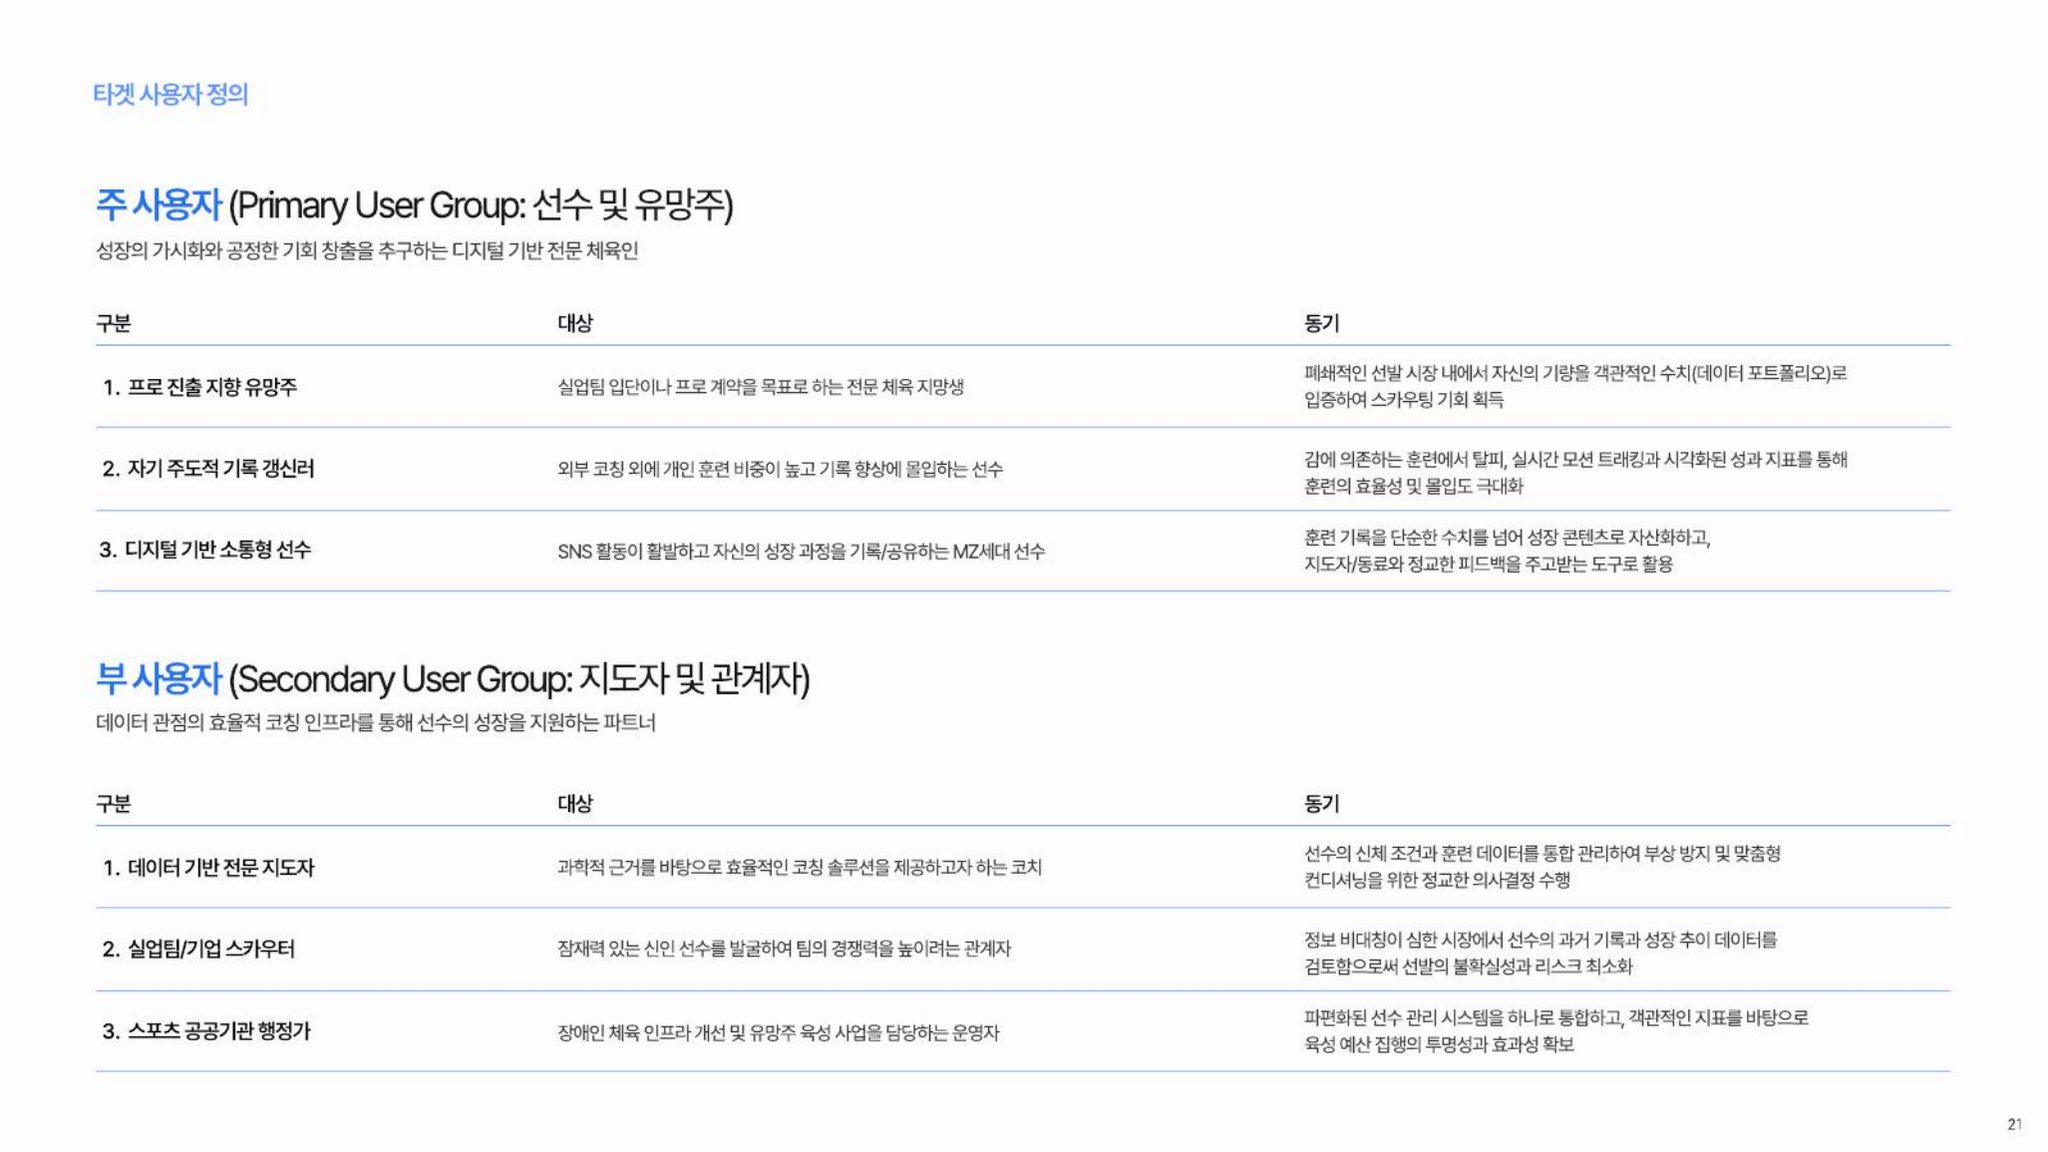 타겟 사용자 정의
주 사용자 (Primary User Group: 선수 및 유망주)
성장의 가시화와 공정한 기회 창출을 추구하는 디지털 기반 전문 체육인
구분 대상 동기
1. 프로 진출 지향 유망주 실업팀 입단이나 프로 계약을 목표로 하는 전문 체육 지망생 폐쇄적인 선발 시장 내에서 자신의 기량을 객관적인 수치(데이터 포트폴리오)로
입증하여 스카우팅 기회 획득
2. 자기 주도적 기록 갱신러 외부 코칭 외에 개인 훈련 비중이 높고 기록 향상에 몰입하는 선수 감에 의존하는 훈련에서 탈피, 실시간 모션 트래킹과 시각화된 성과 지표를 통해
훈련의 효율성 및 몰입도 극대화
3. 디지털 기반 소통형 선수 SNS 활동이 활발하고 자신의 성장 과정을 기록/공유하는 MZ세대 선수 훈련 기록을 단순한 수치를 넘어 성장 콘텐츠로 자산화하고,
지도자/동료와 정교한 피드백을 주고받는 도구로 활용
부 사용자 (Secondary User Group: 지도자 및 관계자)
데이터 관점의 효율적 코칭 인프라를 통해 선수의 성장을 지원하는 파트너
구분 대상 동기
1. 데이터 기반 전문 지도자 과학적 근거를 바탕으로 효율적인 코칭 솔루션을 제공하고자 하는 코치 선수의 신체 조건과 훈련 데이터를 통합 관리하여 부상 방지 및 맞춤형
컨디셔닝을 위한 정교한 의사결정 수행
2. 실업팀/기업 스카우터 잠재력 있는 신인 선수를 발굴하여 팀의 경쟁력을 높이려는 관계자 정보 비대칭이 심한 시장에서 선수의 과거 기록과 성장 추이 데이터를
검토함으로써 선발의 불확실성과 리스크 최소화
3. 스포츠 공공기관 행정가 장애인 체육 인프라 개선 및 유망주 육성 사업을 담당하는 운영자 파편화된 선수 관리 시스템을 하나로 통합하고, 객관적인 지표를 바탕으로
육성 예산 집행의 투명성과 효과성 확보
21